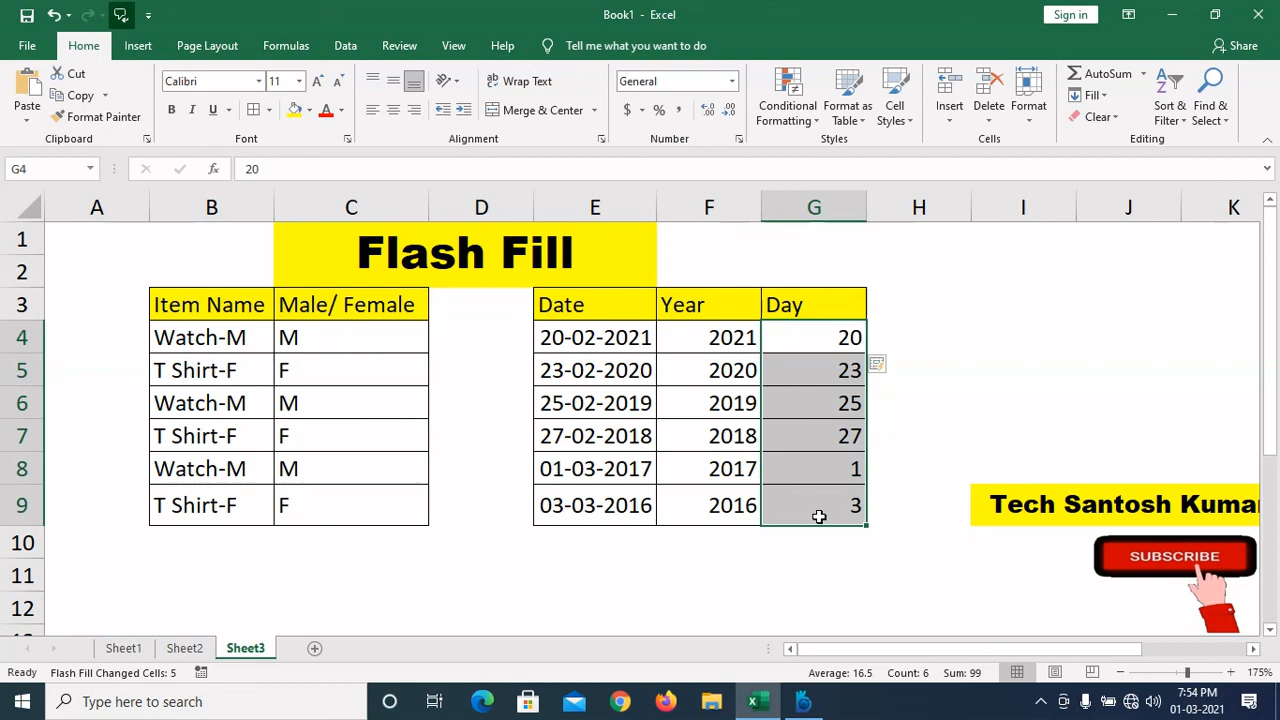 Book1 - Excel
Sign in
File Home Insert Page Layout Formulas Data Review View Help Tell me what you want to do Share
Paste
Cut
Copy
Format Painter
Clipboard
Calibri 11
B I U
Font
Wrap Text
Merge & Center
Alignment
General
$ % ,
Number
Conditional Formatting
Format as Table
Cell Styles
Styles
Insert Delete Format
Cells
AutoSum
Fill
Clear
Sort & Filter
Find & Select
Editing
G4 fx 20
A B C D E F G H I J K
1 Flash Fill
2
3 Item Name Male/ Female Date Year Day
4 Watch-M M 20-02-2021 2021 20
5 T Shirt-F F 23-02-2020 2020 23
6 Watch-M M 25-02-2019 2019 25
7 T Shirt-F F 27-02-2018 2018 27
8 Watch-M M 01-03-2017 2017 1
9 T Shirt-F F 03-03-2016 2016 3 Tech Santosh Kumar
10
SUBSCRIBE
11
12
Sheet1 Sheet2 Sheet3
Ready Flash Fill Changed Cells: 5 Average: 16.5 Count: 6 Sum: 99 175%
Type here to search
7:54 PM
01-03-2021